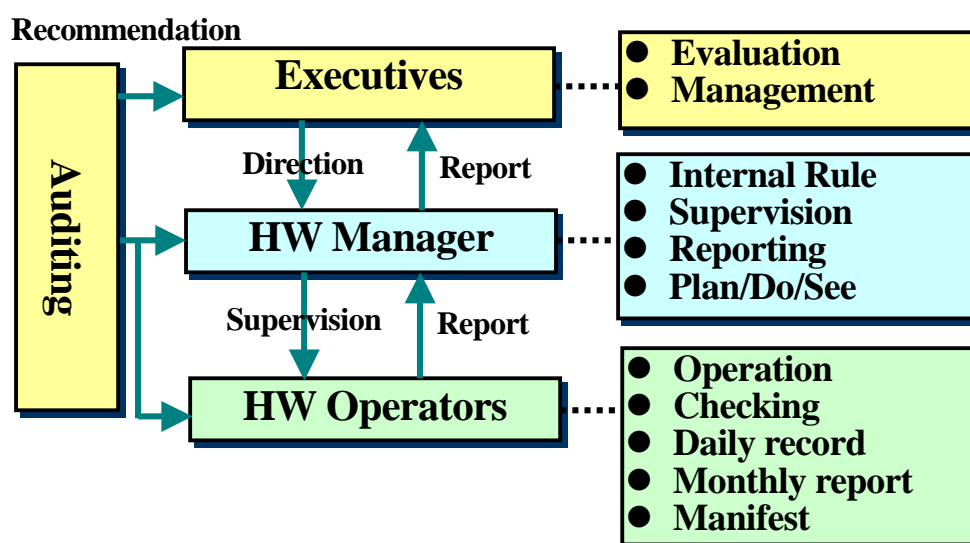 Recommendation
Executives
● Evaluation
● Management
Auditing
Direction
Report
HW Manager
● Internal Rule
● Supervision
● Reporting
● Plan/Do/See
Supervision
Report
HW Operators
● Operation
● Checking
● Daily record
● Monthly report
● Manifest